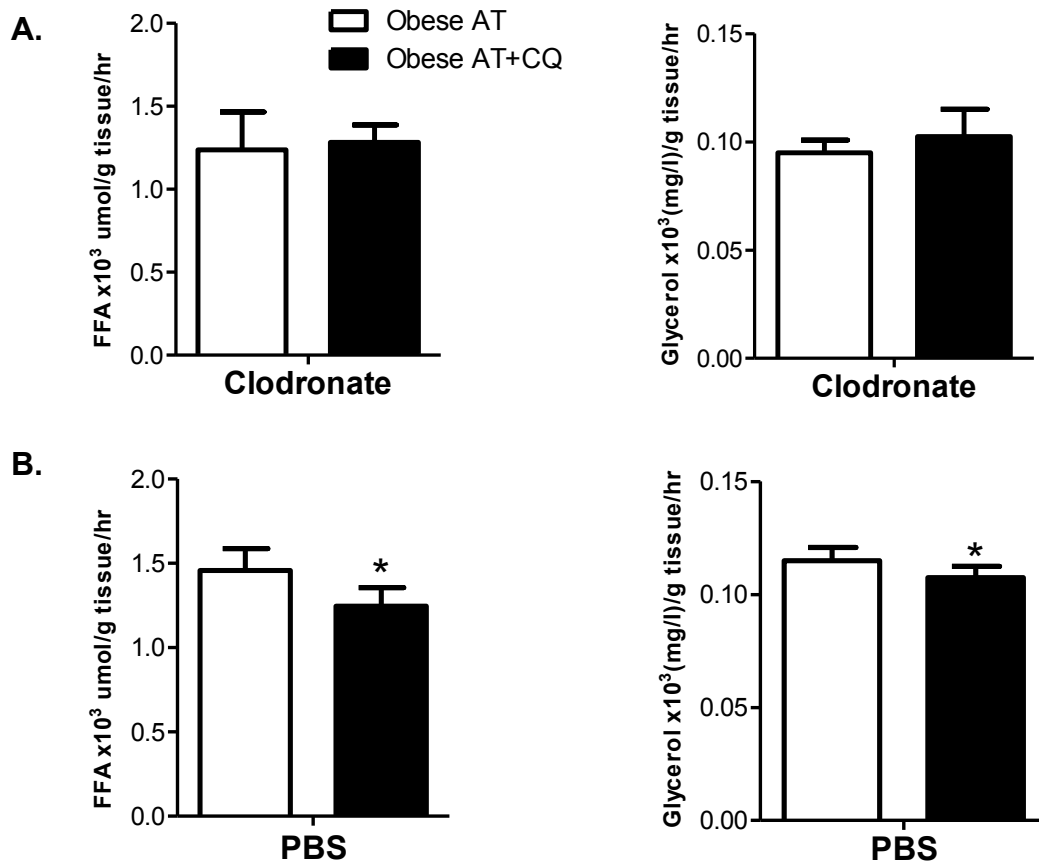 A.
Obese AT
Obese AT+CQ
FFA x10³ umol/g tissue/hr
2.0
1.5
1.0
0.5
0.0
Clodronate
Glycerol x10³(mg/l)/g tissue/hr
0.15
0.10
0.05
0.00
Clodronate
B.
FFA x10³ umol/g tissue/hr
2.0
1.5
1.0
0.5
0.0
*
PBS
Glycerol x10³(mg/l)/g tissue/hr
0.15
0.10
0.05
0.00
*
PBS